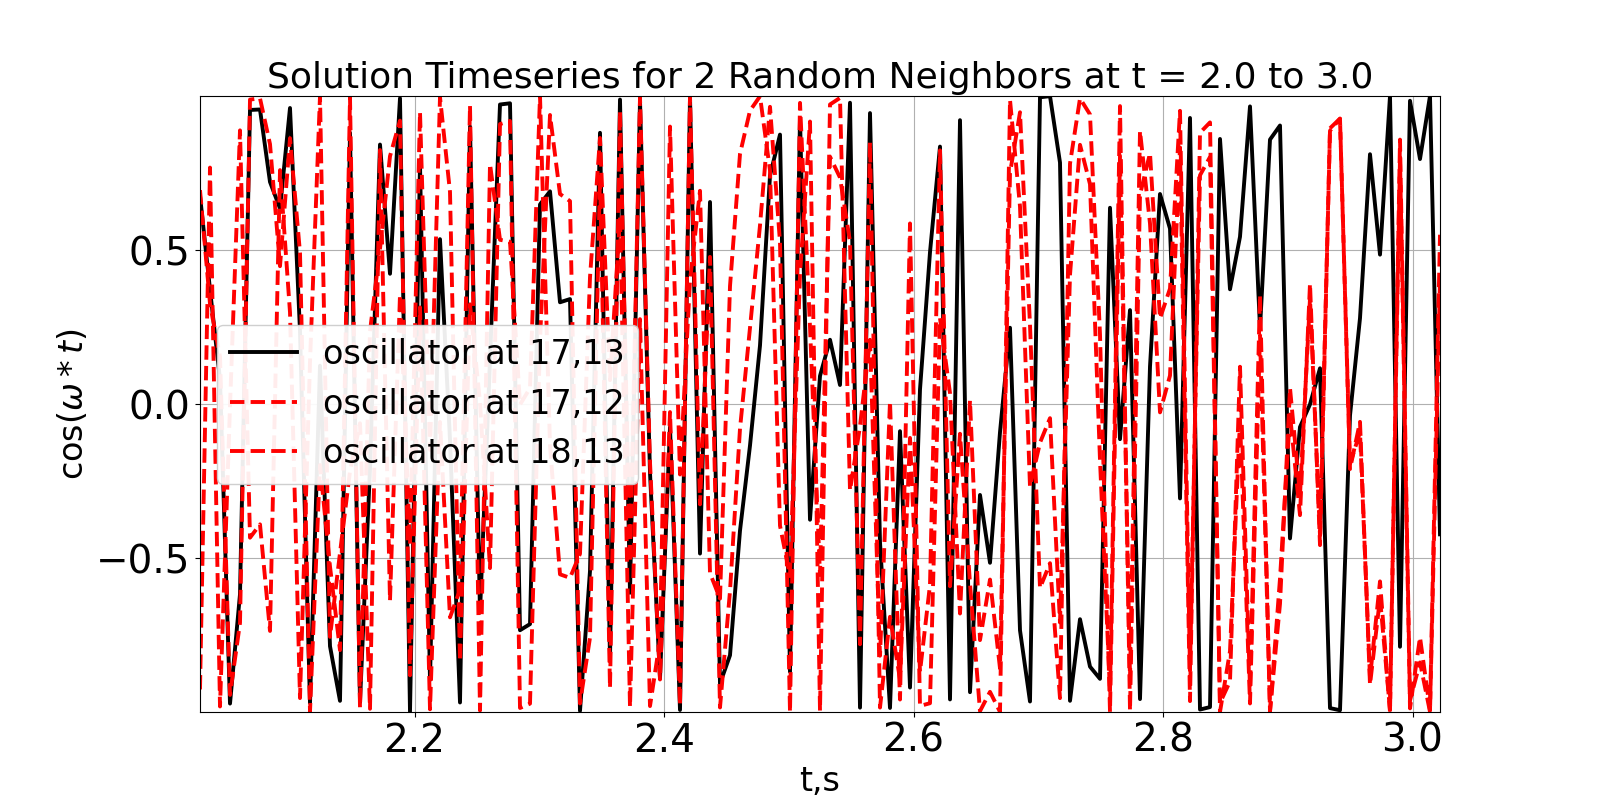 Solution Timeseries for 2 Random Neighbors at t = 2.0 to 3.0
cos(ω * t)
0.5
0.0
−0.5
oscillator at 17,13
oscillator at 17,12
oscillator at 18,13
2.2 2.4 2.6 2.8 3.0
t,s